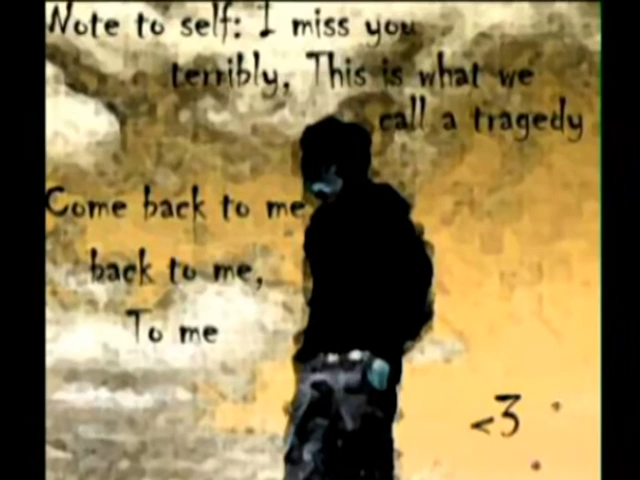 Note to self: I miss you
terribly, This is what we
call a tragedy
Come back to me
back to me,
To me
<3